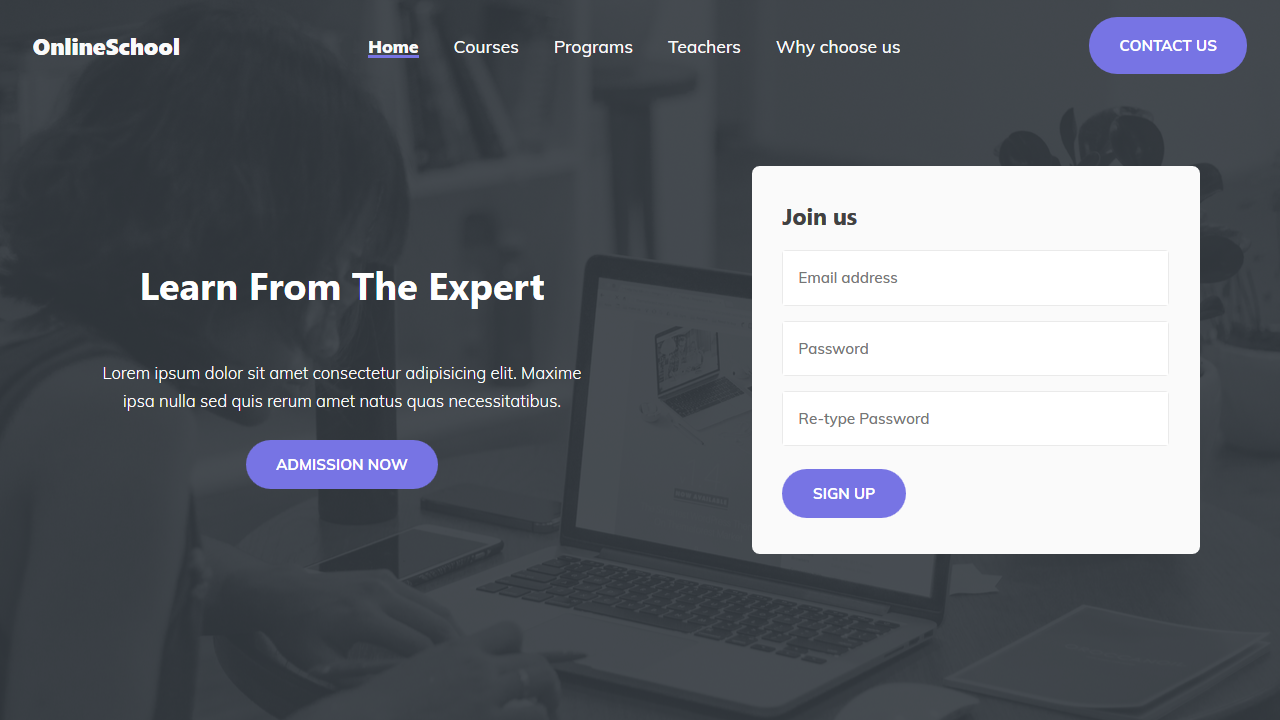 OnlineSchool
Home
Courses
Programs
Teachers
Why choose us
CONTACT US
Learn From The Expert
Lorem ipsum dolor sit amet consectetur adipisicing elit. Maxime
ipsa nulla sed quis rerum amet natus quas necessitatibus.
ADMISSION NOW
Join us
Email address
Password
Re-type Password
SIGN UP